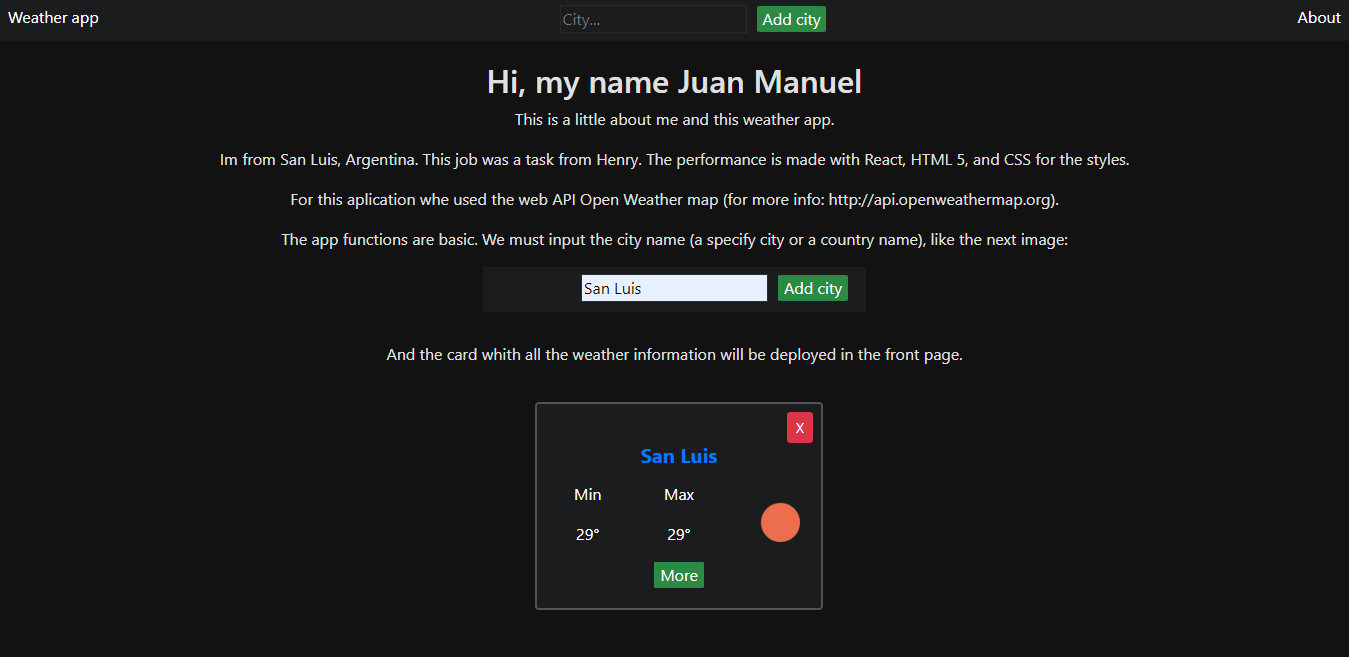 Weather app
City...
Add city
About
Hi, my name Juan Manuel
This is a little about me and this weather app.
Im from San Luis, Argentina. This job was a task from Henry. The performance is made with React, HTML 5, and CSS for the styles.
For this aplication whe used the web API Open Weather map (for more info: http://api.openweathermap.org).
The app functions are basic. We must input the city name (a specify city or a country name), like the next image:
San Luis
Add city
And the card whith all the weather information will be deployed in the front page.
X
San Luis
Min Max
29° 29°
More